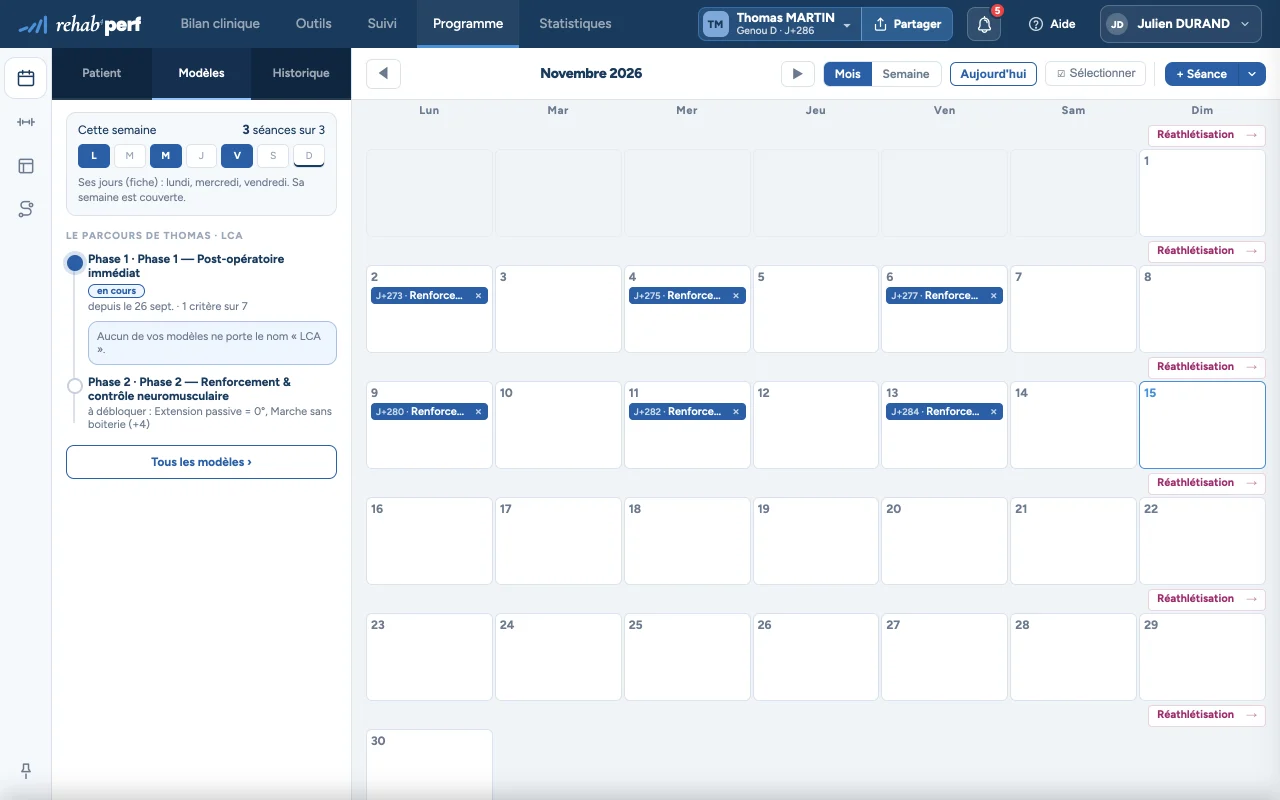 rehab'perf
Bilan clinique
Outils
Suivi
Programme
Statistiques
TM
Thomas MARTIN
Genou D · J+286
Partager
5
Aide
JD
Julien DURAND
Patient
Modèles
Historique
Novembre 2026
Mois
Semaine
Aujourd'hui
Sélectionner
+ Séance
Cette semaine
3 séances sur 3
L M M J V S D
Ses jours (fiche) : lundi, mercredi, vendredi. Sa
semaine est couverte.
LE PARCOURS DE THOMAS · LCA
Phase 1 · Phase 1 — Post-opératoire
immédiat
en cours
depuis le 26 sept. · 1 critère sur 7
Aucun de vos modèles ne porte le nom « LCA
».
Phase 2 · Phase 2 — Renforcement &
contrôle neuromusculaire
à débloquer : Extension passive = 0°, Marche sans
boiterie (+4)
Tous les modèles ›
Lun Mar Mer Jeu Ven Sam Dim
Réathlétisation →
1
Réathlétisation →
2 3 4 5 6 7 8
J+273 · Renforce... ×
J+275 · Renforce... ×
J+277 · Renforce... ×
Réathlétisation →
9 10 11 12 13 14 15
J+280 · Renforce... ×
J+282 · Renforce... ×
J+284 · Renforce... ×
Réathlétisation →
16 17 18 19 20 21 22
Réathlétisation →
23 24 25 26 27 28 29
Réathlétisation →
30